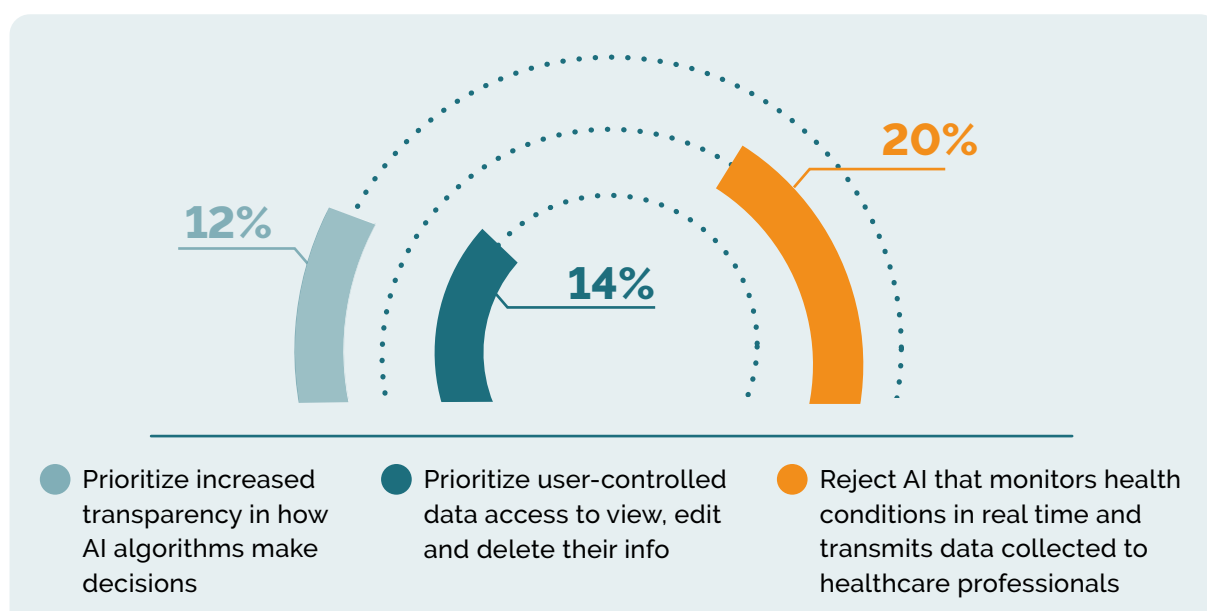 20%
12%
14%
Prioritize increased
transparency in how
AI algorithms make
decisions
Prioritize user-controlled
data access to view, edit
and delete their info
Reject AI that monitors health
conditions in real time and
transmits data collected to
healthcare professionals